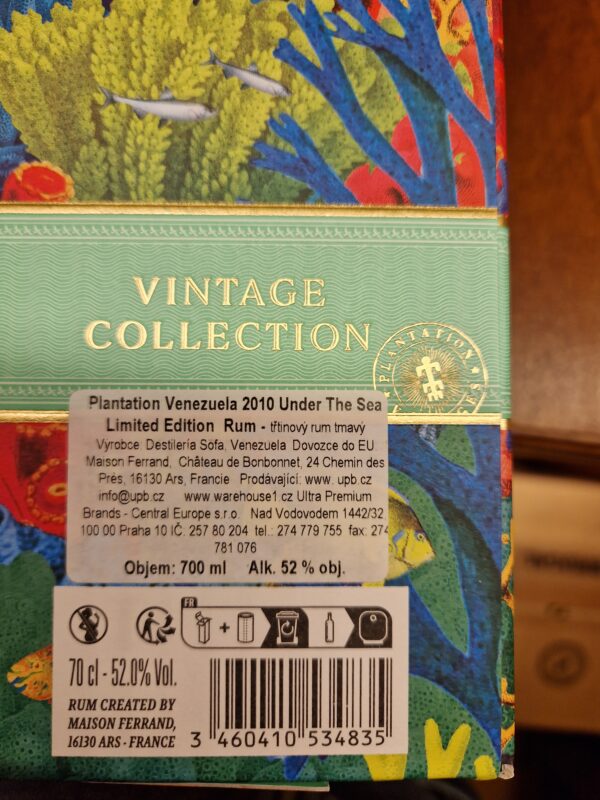 VINTAGE
COLLECTION
PLANTATION
Plantation Venezuela 2010 Under The Sea
Limited Edition Rum - třtinový rum tmavý
Výrobce: Destilería Sofa, Venezuela Dovozce do EU
Maison Ferrand, Château de Bonbonnet, 24 Chemin des
Prés, 16130 Ars, Francie Prodávající: www. upb.cz
info@upb.cz www.warehouse1.cz Ultra Premium
Brands - Central Europe s.r.o. Nad Vodovodem 1442/32
100 00 Praha 10 IČ: 257 80 204 tel.: 274 779 755 fax: 274
781 076
Objem: 700 ml Alk. 52 % obj.
FR
70 cl - 52.0% Vol.
RUM CREATED BY
MAISON FERRAND,
16130 ARS - FRANCE
3 460410 534835